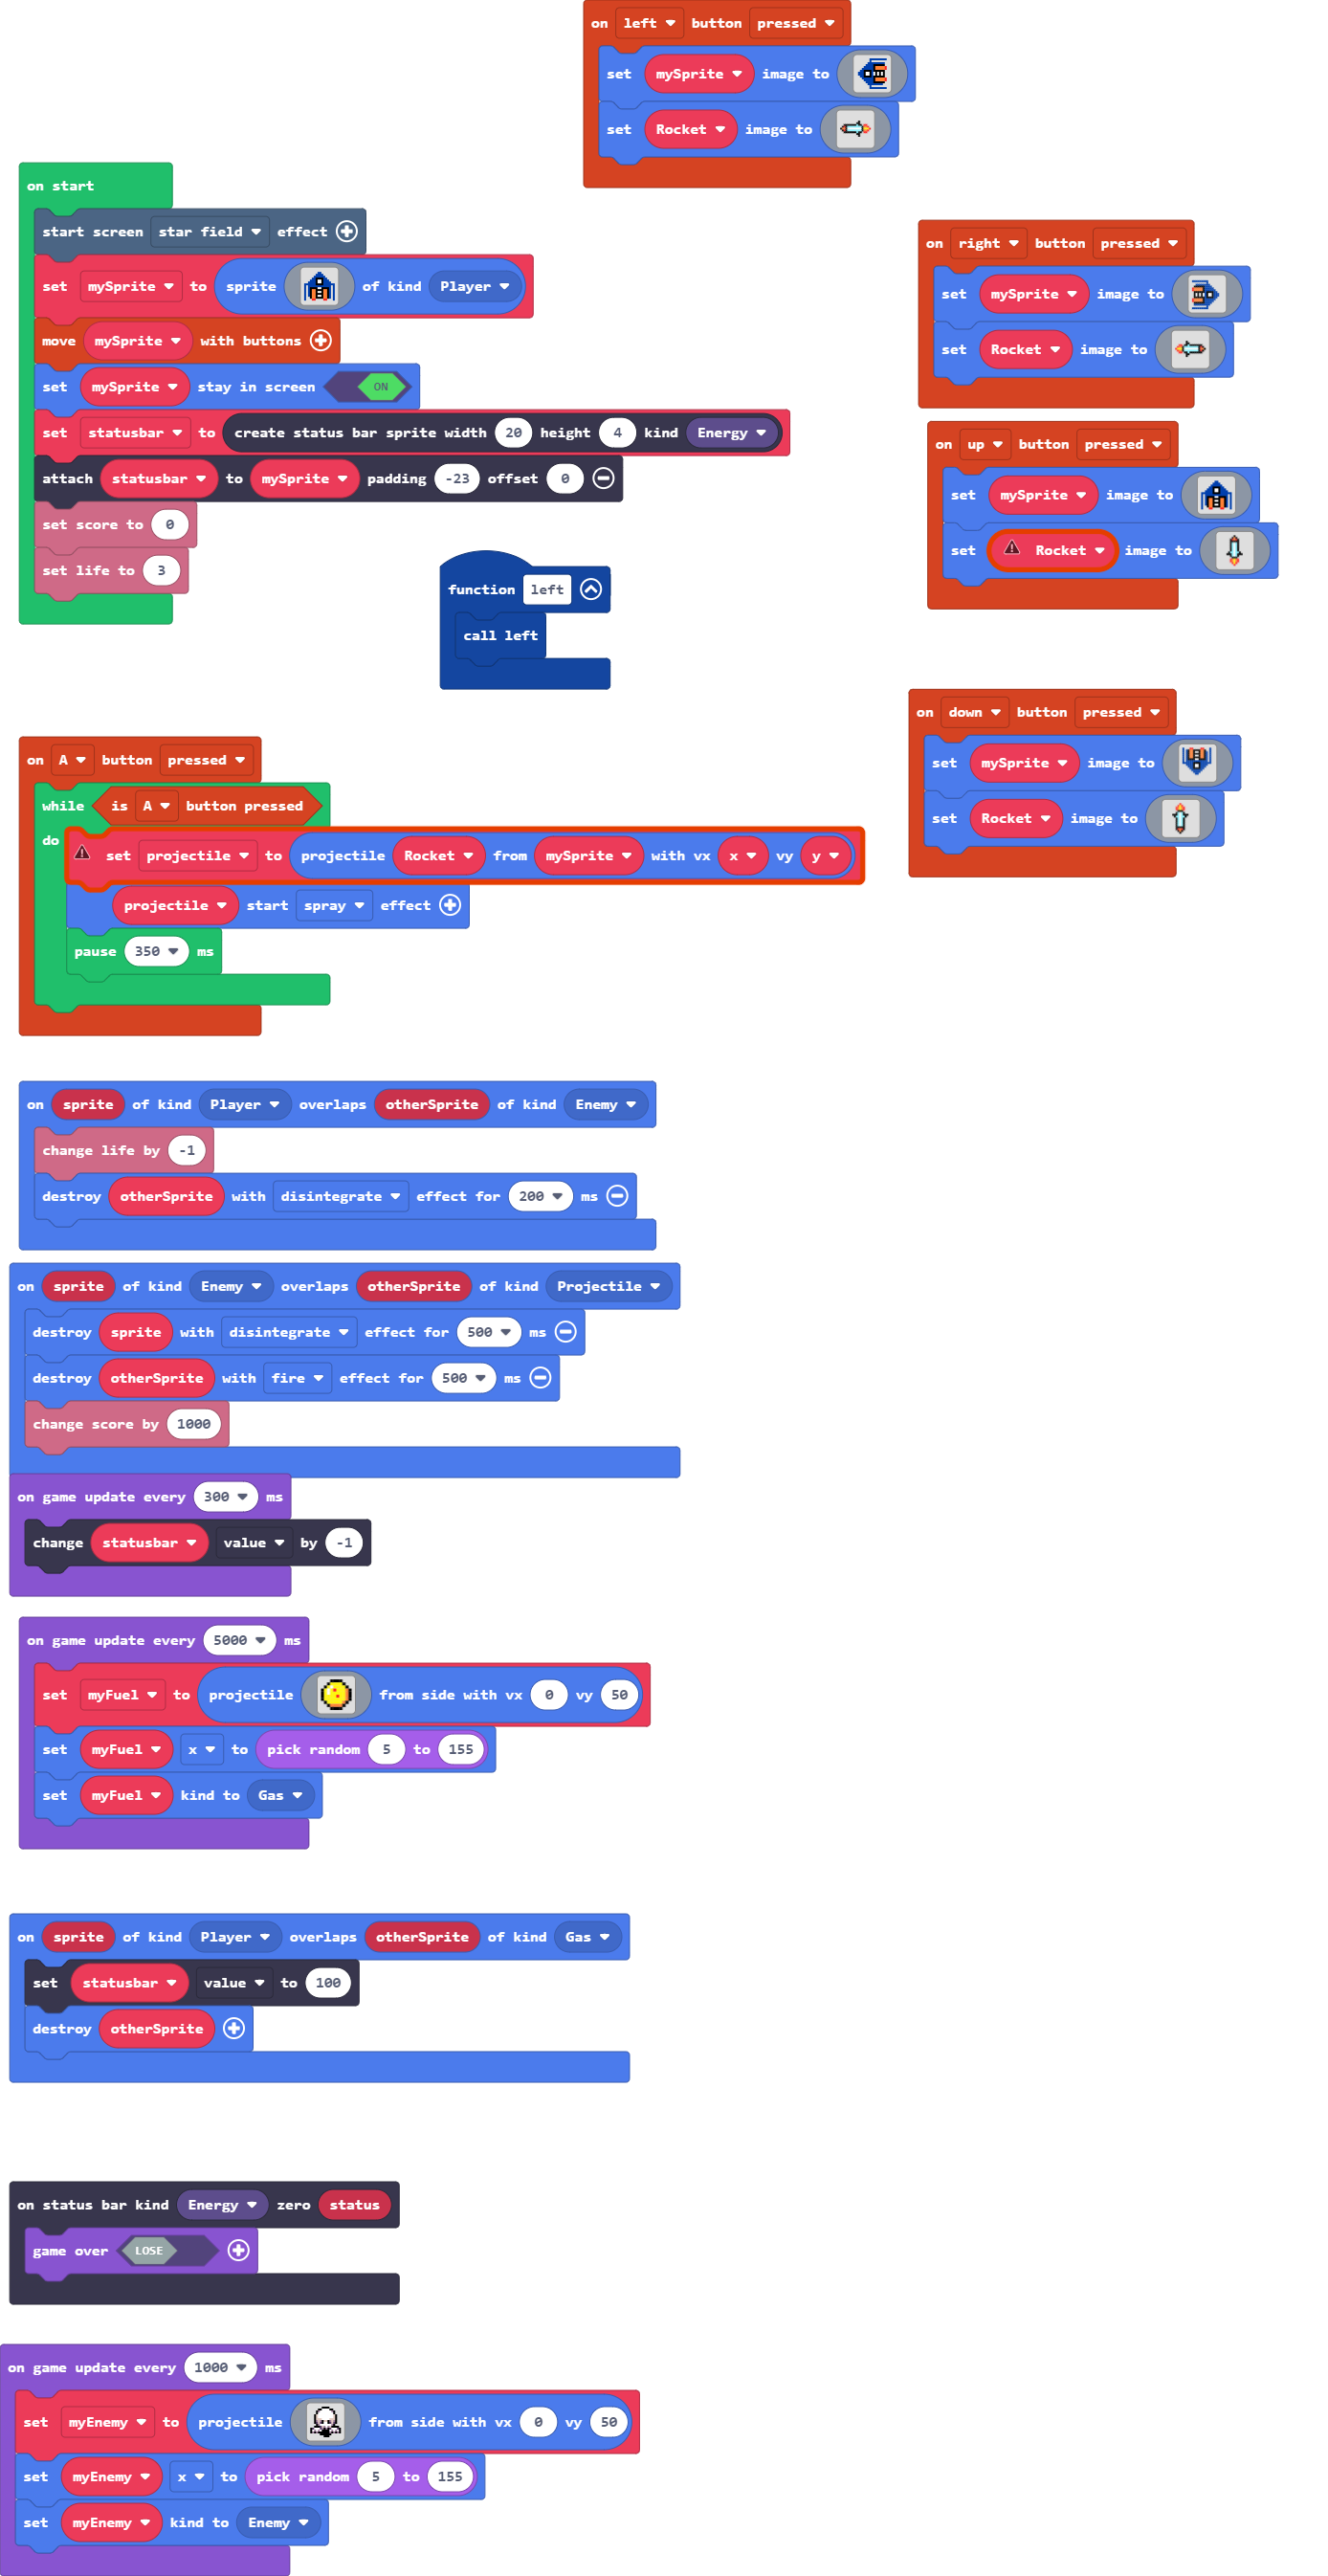 on left button pressed
set mySprite image to
set Rocket image to
on start
start screen star field effect
set mySprite to sprite of kind Player
move mySprite with buttons
set mySprite stay in screen ON
set statusbar to create status bar sprite width 20 height 4 kind Energy
attach statusbar to mySprite padding -23 offset 0
set score to 0
set life to 3
on right button pressed
set mySprite image to
set Rocket image to
on up button pressed
set mySprite image to
set Rocket image to
function left
call left
on down button pressed
set mySprite image to
set Rocket image to
on A button pressed
while is A button pressed
do set projectile to projectile Rocket from mySprite with vx x vy y
projectile start spray effect
pause 350 ms
on sprite of kind Player overlaps otherSprite of kind Enemy
change life by -1
destroy otherSprite with disintegrate effect for 200 ms
on sprite of kind Enemy overlaps otherSprite of kind Projectile
destroy sprite with disintegrate effect for 500 ms
destroy otherSprite with fire effect for 500 ms
change score by 1000
on game update every 300 ms
change statusbar value by -1
on game update every 5000 ms
set myFuel to projectile from side with vx 0 vy 50
set myFuel x to pick random 5 to 155
set myFuel kind to Gas
on sprite of kind Player overlaps otherSprite of kind Gas
set statusbar value to 100
destroy otherSprite
on status bar kind Energy zero status
game over LOSE
on game update every 1000 ms
set myEnemy to projectile from side with vx 0 vy 50
set myEnemy x to pick random 5 to 155
set myEnemy kind to Enemy